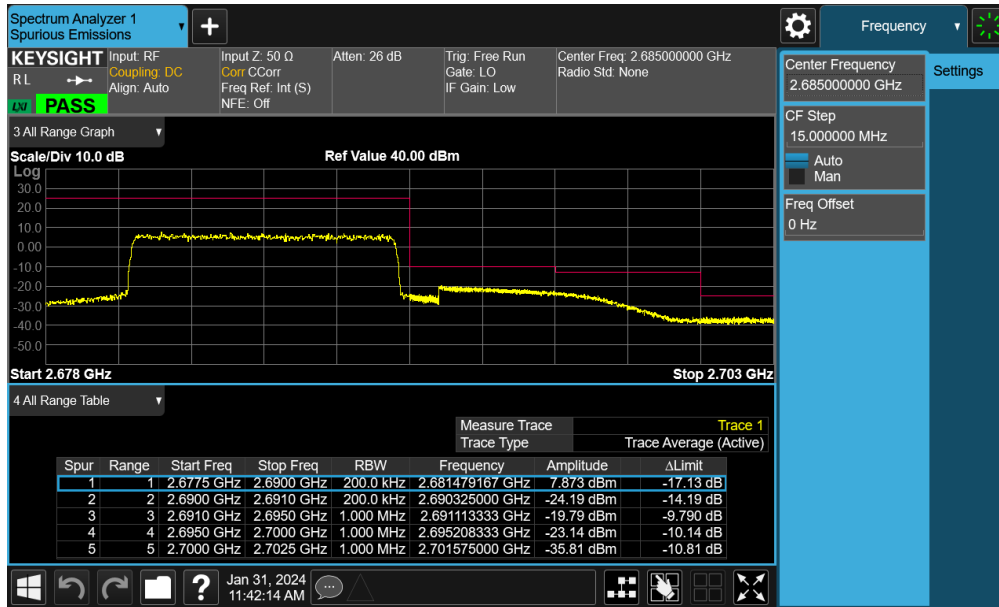 Spectrum Analyzer 1
Spurious Emissions
Frequency
KEYSIGHT
R L
LXI
PASS
Input: RF
Coupling: DC
Align: Auto
Input Z: 50 Ω
Corr CCorr
Freq Ref: Int (S)
NFE: Off
Atten: 26 dB
Trig: Free Run
Gate: LO
IF Gain: Low
Center Freq: 2.685000000 GHz
Radio Std: None
Center Frequency
2.685000000 GHz
Settings
CF Step
15.000000 MHz
Auto
Man
Freq Offset
0 Hz
3 All Range Graph
Scale/Div 10.0 dB
Ref Value 40.00 dBm
Log
30.0
20.0
10.0
0.00
-10.0
-20.0
-30.0
-40.0
-50.0
Start 2.678 GHz
Stop 2.703 GHz
4 All Range Table
Measure Trace Trace 1
Trace Type Trace Average (Active)
Spur Range Start Freq Stop Freq RBW Frequency Amplitude ΔLimit
1 1 2.6775 GHz 2.6900 GHz 200.0 kHz 2.681479167 GHz 7.873 dBm -17.13 dB
2 2 2.6900 GHz 2.6910 GHz 200.0 kHz 2.690325000 GHz -24.19 dBm -14.19 dB
3 3 2.6910 GHz 2.6950 GHz 1.000 MHz 2.691113333 GHz -19.79 dBm -9.790 dB
4 4 2.6950 GHz 2.7000 GHz 1.000 MHz 2.695208333 GHz -23.14 dBm -10.14 dB
5 5 2.7000 GHz 2.7025 GHz 1.000 MHz 2.701575000 GHz -35.81 dBm -10.81 dB
Jan 31, 2024
11:42:14 AM